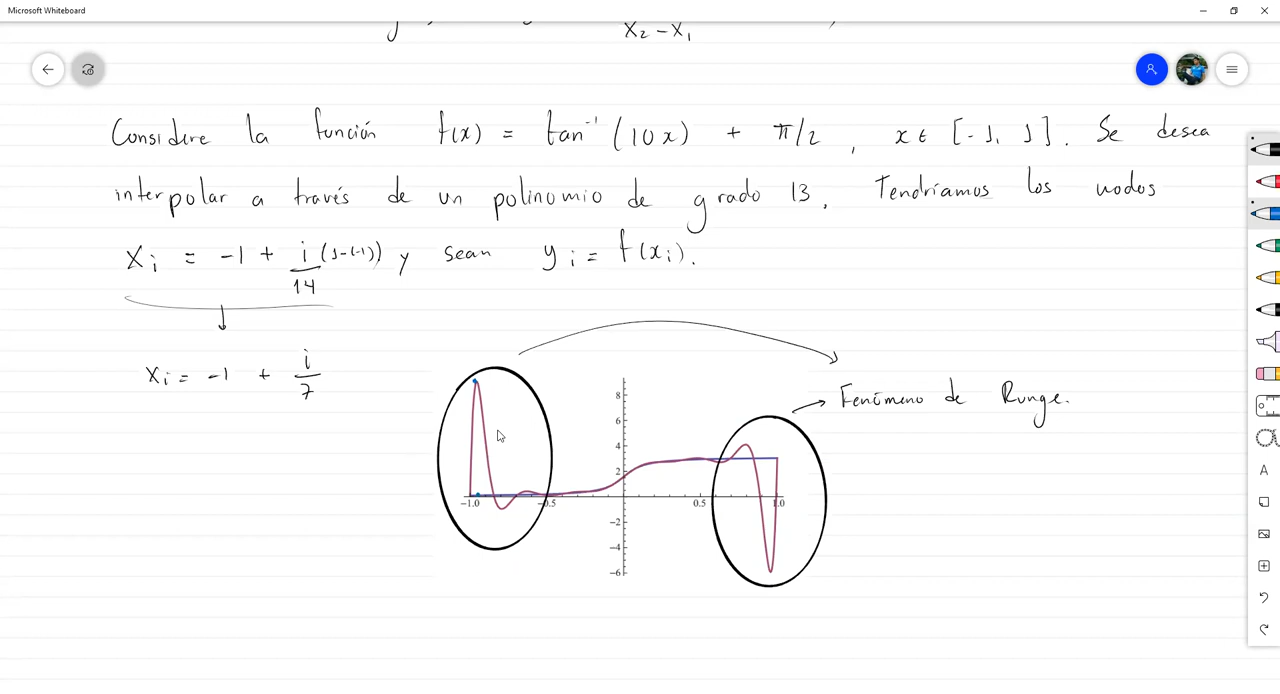 Microsoft Whiteboard
x₂ - x₁
Considere la función f(x) = tan⁻¹ (10x) + π/2 , x ∈ [-1, 1]. Se desea
interpolar a través de un polinomio de grado 13. Tendríamos los nodos
xᵢ = -1 + i/14 (1-(-1)) y sean yᵢ = f(xᵢ).
xᵢ = -1 + i/7
Fenómeno de Runge.
8
6
4
2
-1.0 -0.5 0.5 1.0
-2
-4
-6
A